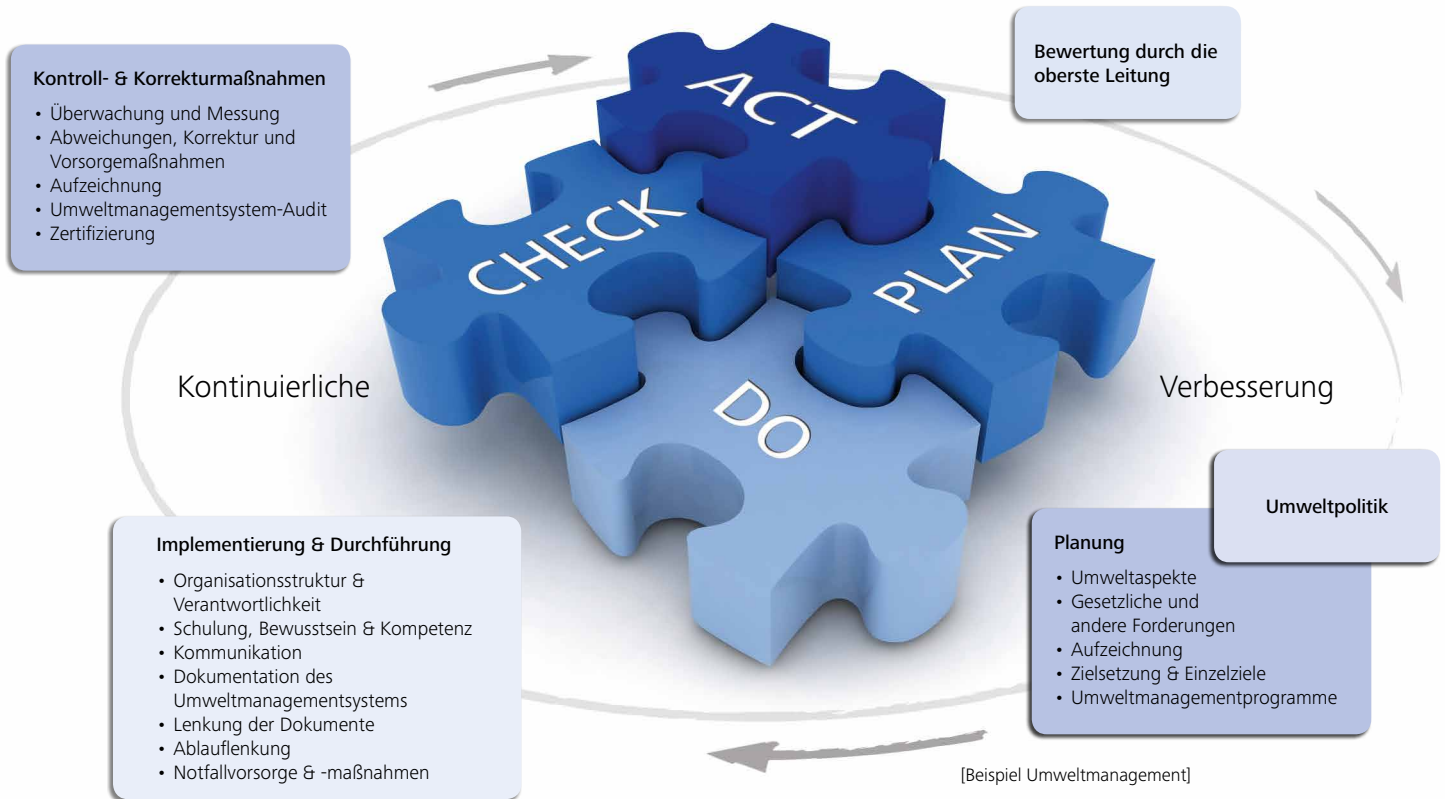 Kontroll- & Korrekturmaßnahmen
• Überwachung und Messung
• Abweichungen, Korrektur und
Vorsorgemaßnahmen
• Aufzeichnung
• Umweltmanagementsystem-Audit
• Zertifizierung
ACT
Bewertung durch die
oberste Leitung
CHECK
PLAN
Kontinuierliche
Verbesserung
DO
Implementierung & Durchführung
• Organisationsstruktur &
Verantwortlichkeit
• Schulung, Bewusstsein & Kompetenz
• Kommunikation
• Dokumentation des
Umweltmanagementsystems
• Lenkung der Dokumente
• Ablauflenkung
• Notfallvorsorge & -maßnahmen
Umweltpolitik
Planung
• Umweltaspekte
• Gesetzliche und
andere Forderungen
• Aufzeichnung
• Zielsetzung & Einzelziele
• Umweltmanagementprogramme
[Beispiel Umweltmanagement]